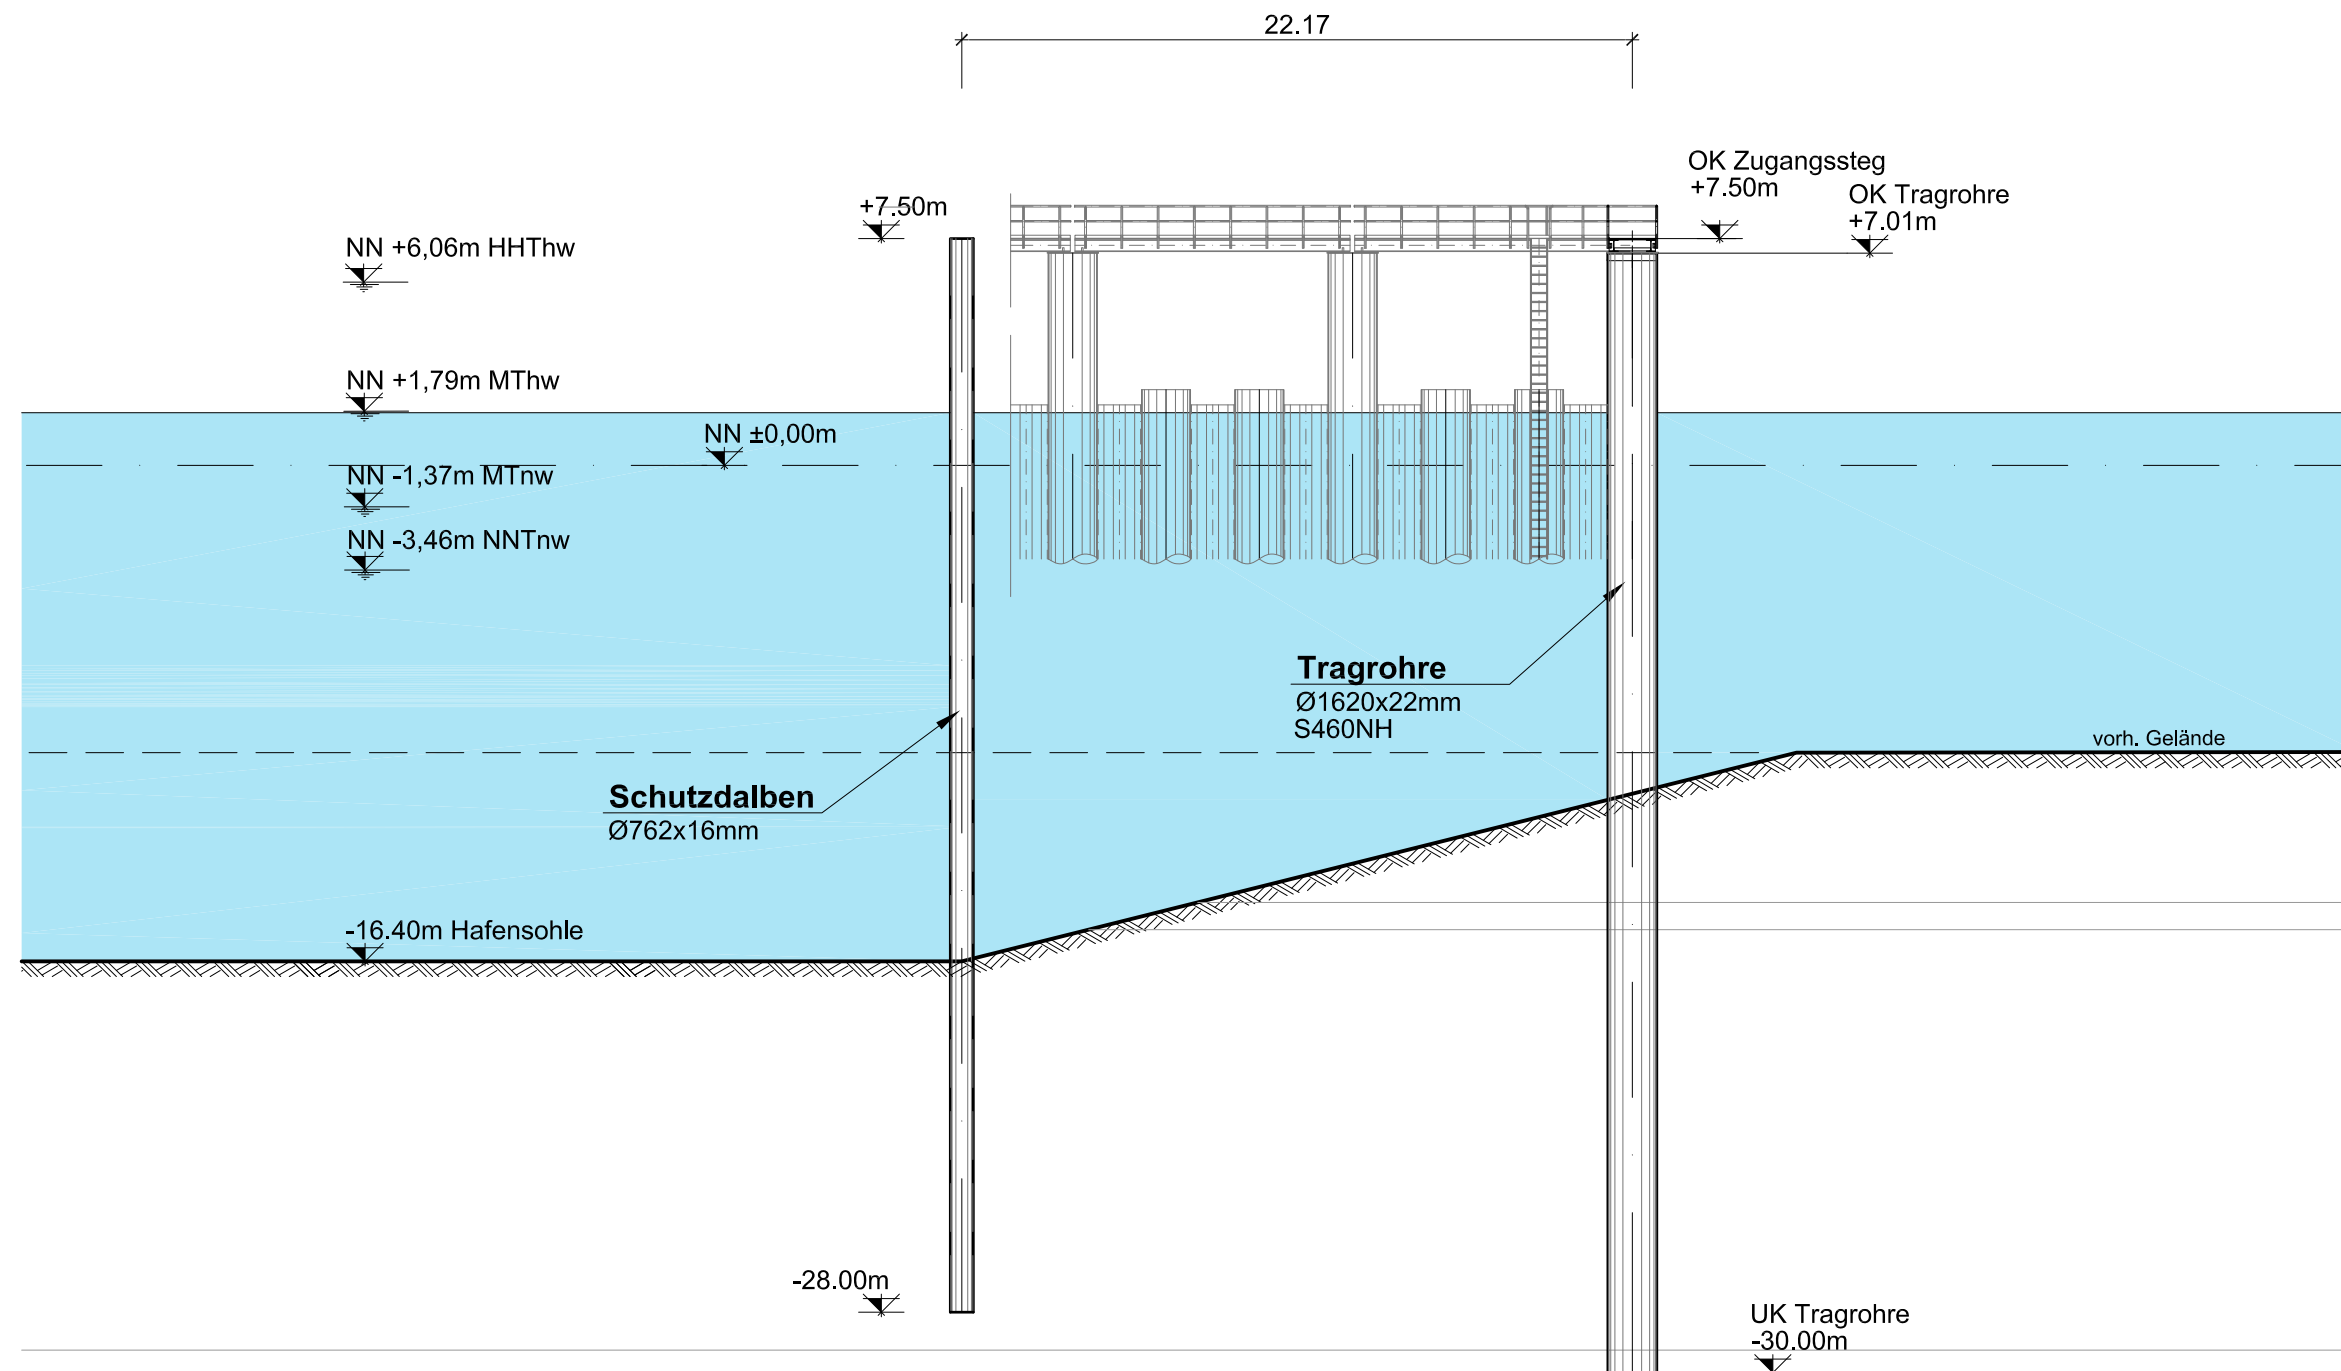 22.17
OK Zugangssteg
+7.50m
OK Tragrohre
+7.01m
+7.50m
NN +6,06m HHThw
NN +1,79m MThw
NN ±0,00m
NN -1,37m MTnw
NN -3,46m NNTnw
Tragrohre
Ø1620x22mm
S460NH
vorh. Gelände
Schutzdalben
Ø762x16mm
-16.40m Hafensohle
-28.00m
UK Tragrohre
-30.00m